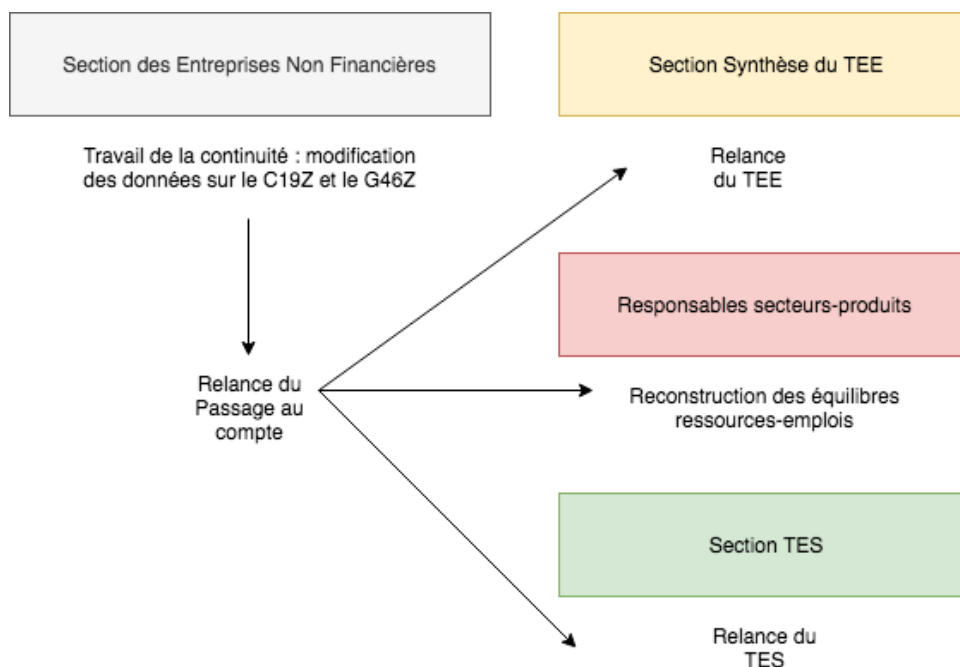 Section des Entreprises Non Financières
Travail de la continuité : modification
des données sur le C19Z et le G46Z
Relance du
Passage au
compte
Section Synthèse du TEE
Relance
du TEE
Responsables secteurs-produits
Reconstruction des équilibres
ressources-emplois
Section TES
Relance du
TES